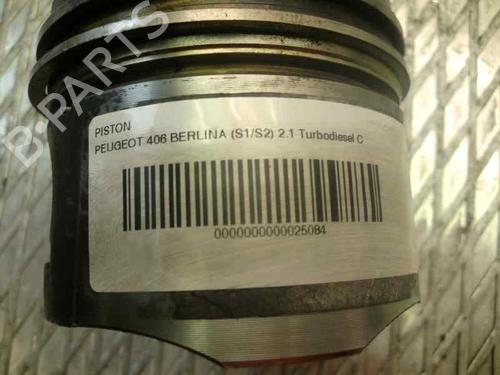 B-PARTS
PISTON
PEUGEOT 406 BERLINA (S1/S2) 2.1 Turbodiesel C
0000000000025084